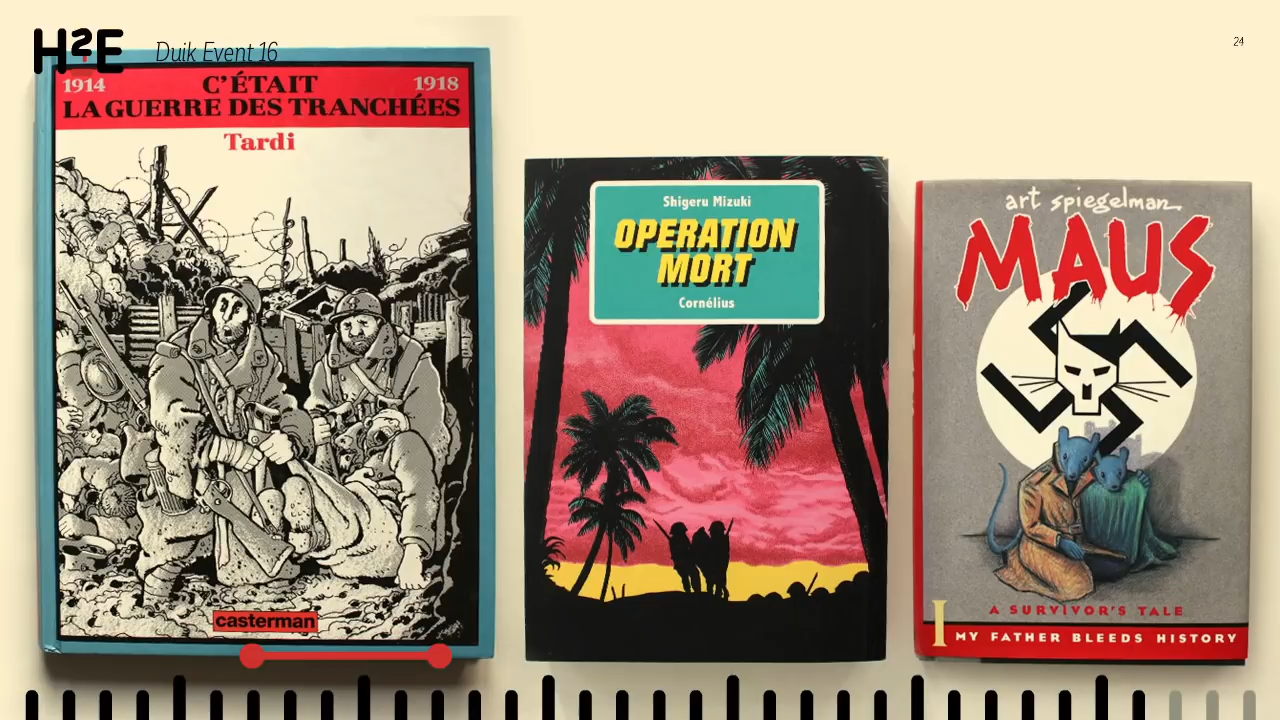 H2E
Duik Event 16
24
1914
C'ÉTAIT
1918
LA GUERRE DES TRANCHÉES
Tardi
casterman
Shigeru Mizuki
OPERATION
MORT
Cornélius
art spiegelman
MAUS
A SURVIVOR'S TALE
I
MY FATHER BLEEDS HISTORY